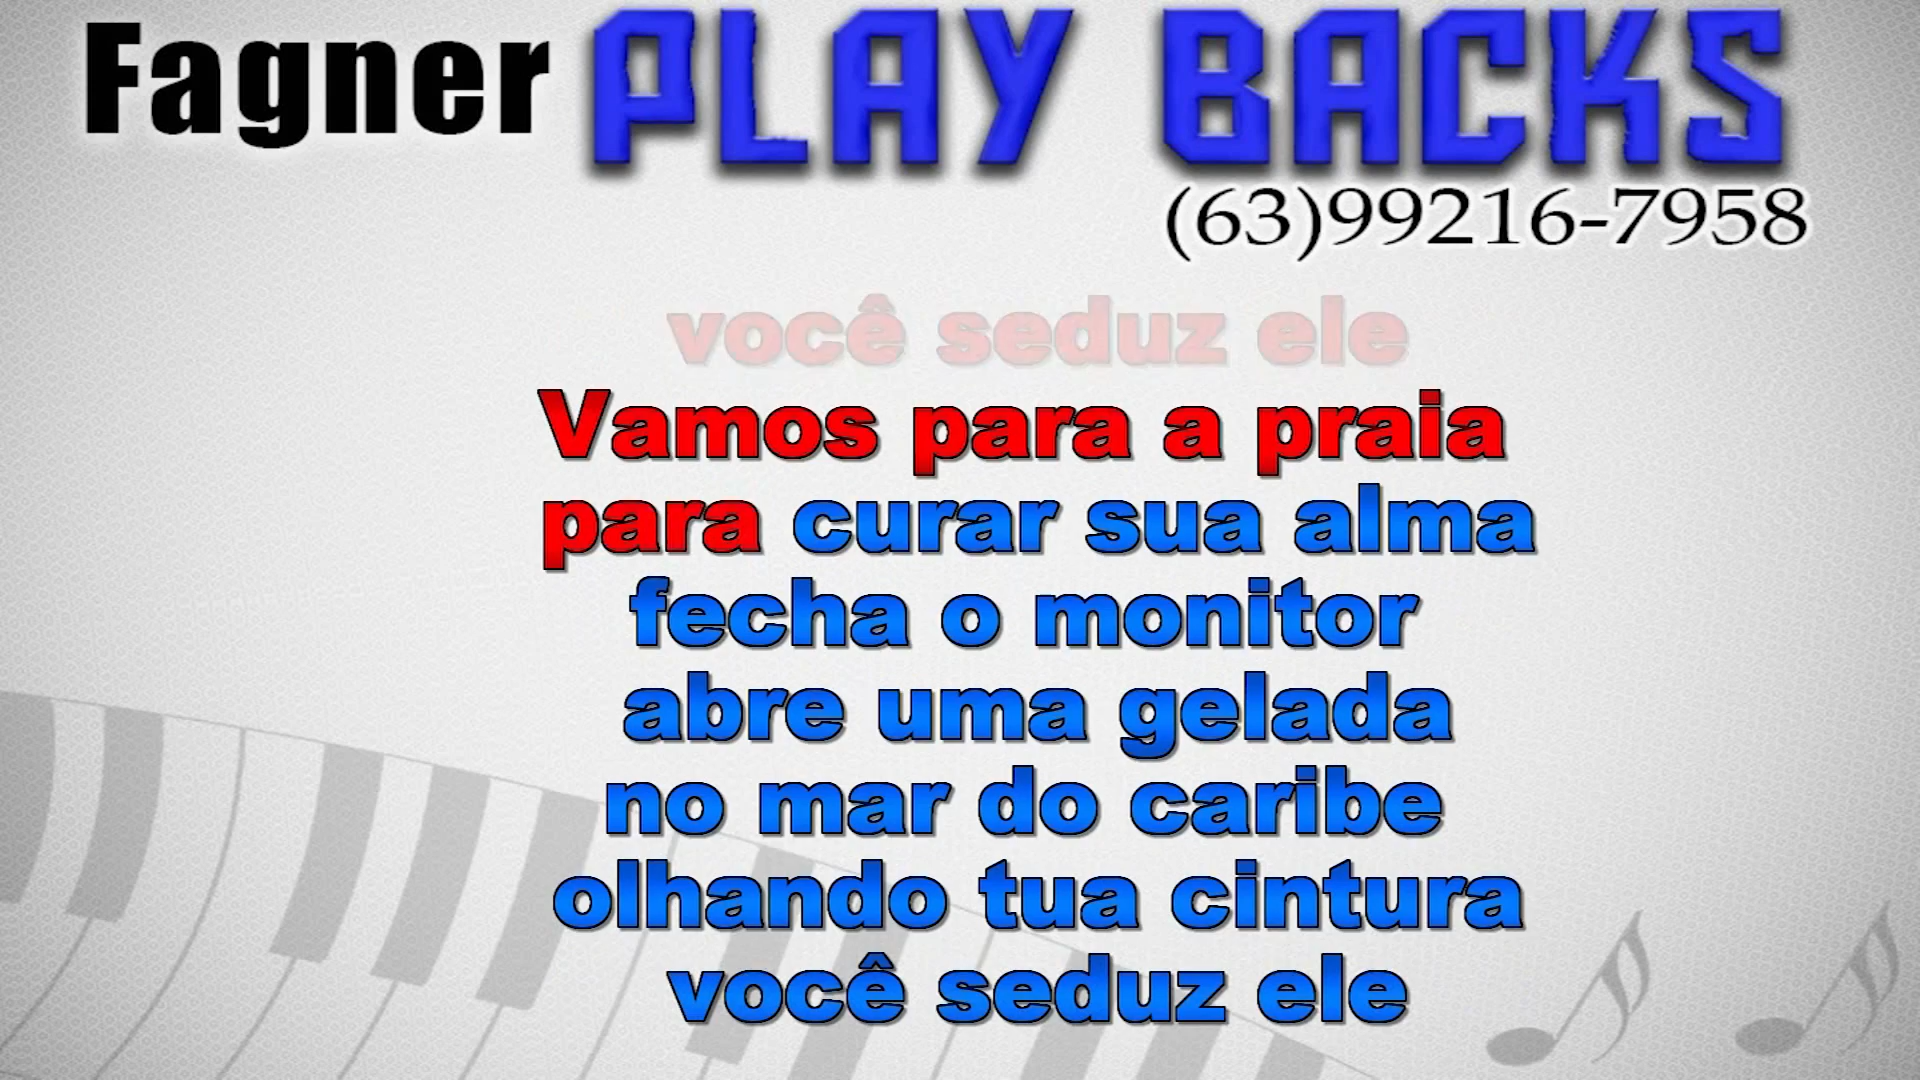 Fagner PLAY BACKS
(63)99216-7958
você seduz ele
Vamos para a praia
para curar sua alma
fecha o monitor
abre uma gelada
no mar do caribe
olhando tua cintura
você seduz ele